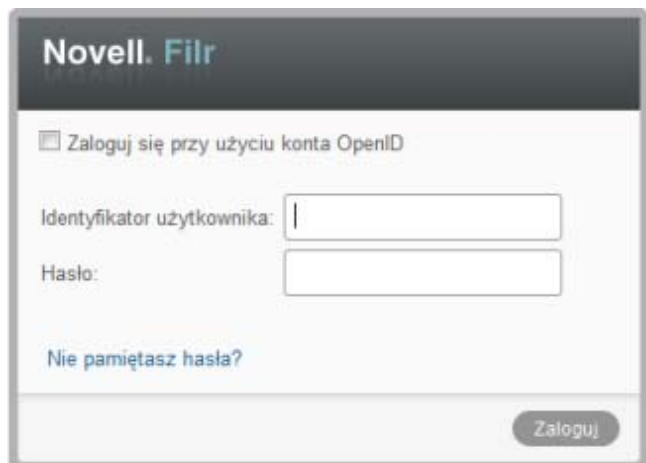 Novell. Filr
Zaloguj się przy użyciu konta OpenID
Identyfikator użytkownika:
Hasło:
Nie pamiętasz hasła?
Zaloguj